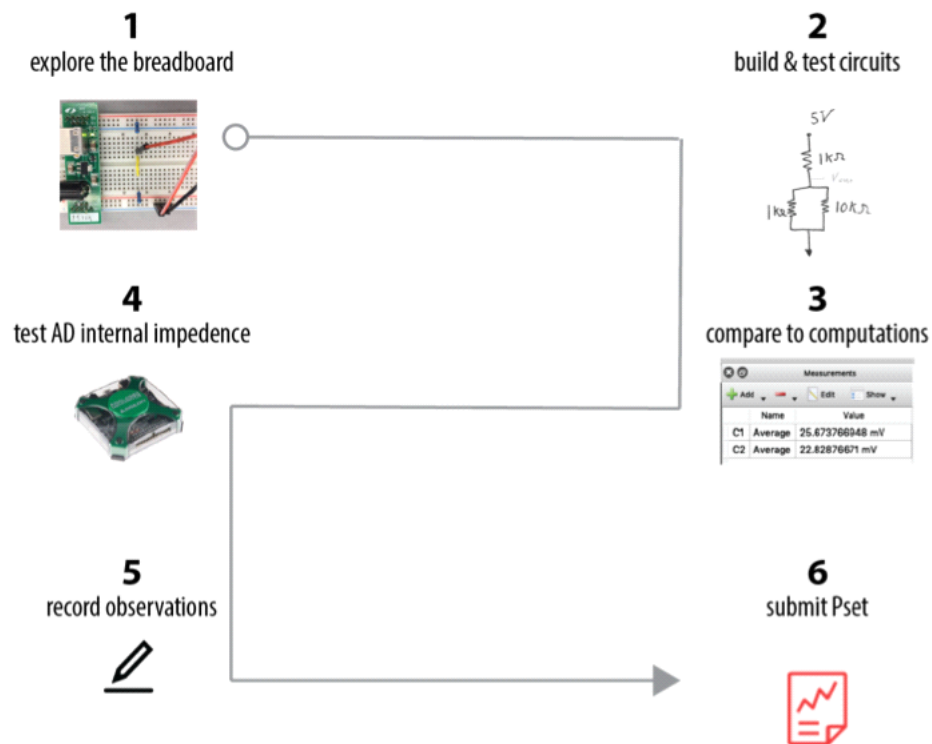 1
explore the breadboard
2
build & test circuits
5V
1kΩ
1kΩ
10kΩ
4
test AD internal impedence
3
compare to computations
Measurements
Add Edit Show
Name Value
C1 Average 25.673766948 mV
C2 Average 22.82876671 mV
5
record observations
6
submit Pset